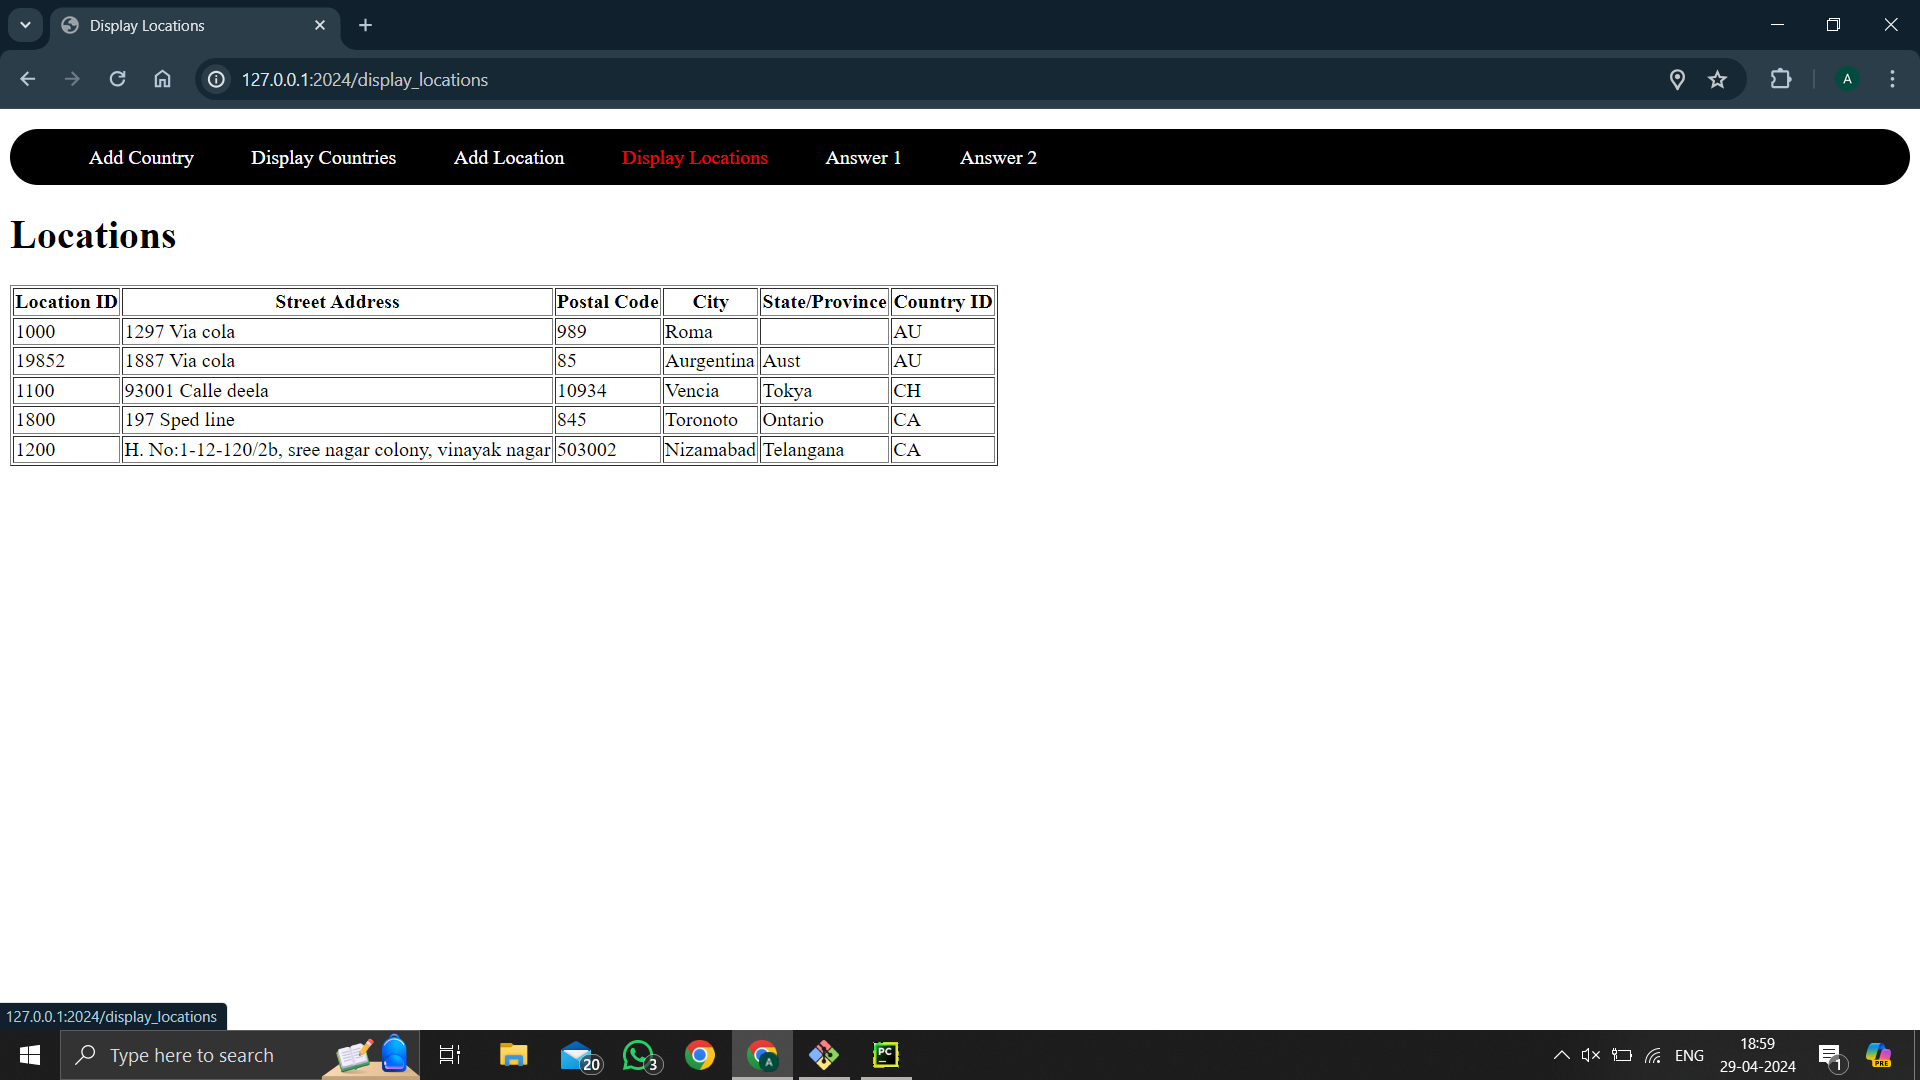 Display Locations
127.0.0.1:2024/display_locations
A
Add Country Display Countries Add Location Display Locations Answer 1 Answer 2
Locations
Location ID Street Address Postal Code City State/Province Country ID
1000 1297 Via cola 989 Roma AU
19852 1887 Via cola 85 Aurgentina Aust AU
1100 93001 Calle deela 10934 Vencia Tokya CH
1800 197 Sped line 845 Toronoto Ontario CA
1200 H. No:1-12-120/2b, sree nagar colony, vinayak nagar 503002 Nizamabad Telangana CA
127.0.0.1:2024/display_locations
Type here to search 20 3 A PC ENG 18:59 1 PRE
29-04-2024